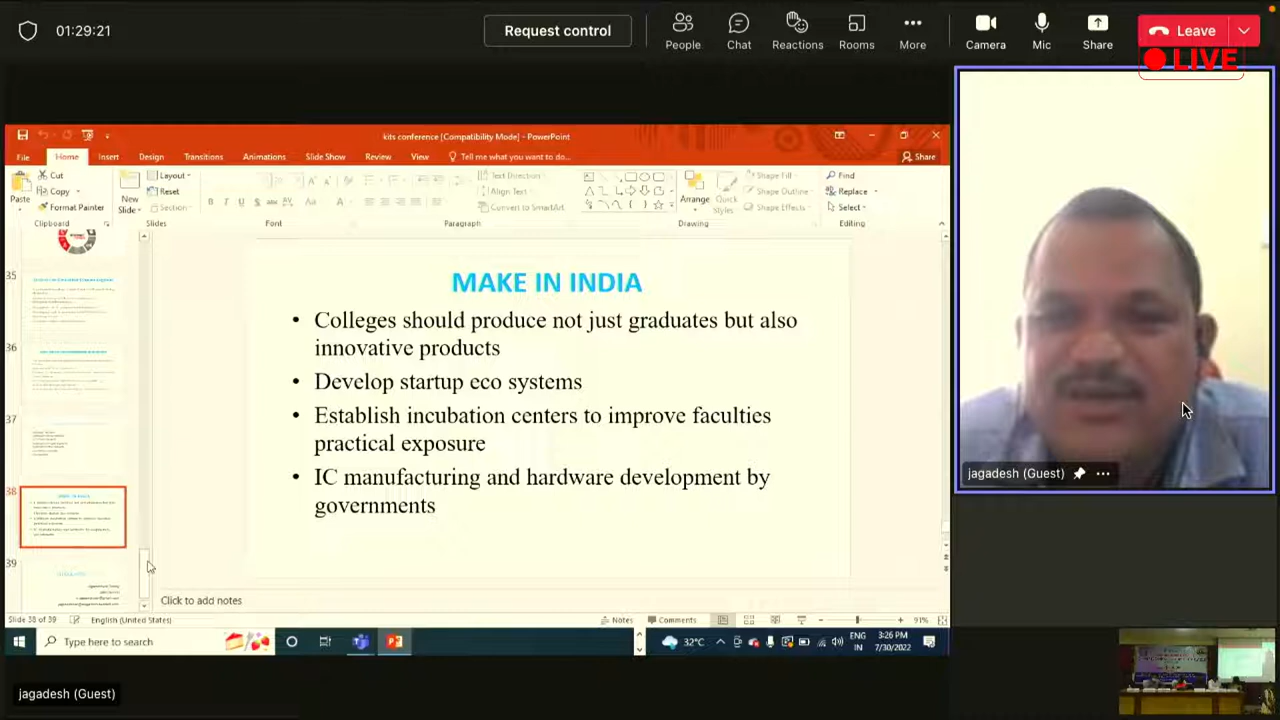 01:29:21
Request control
People
Chat
Reactions
Rooms
More
Camera
Mic
Share
Leave
LIVE
kits conference [Compatibility Mode] - PowerPoint
File
Home
Insert
Design
Transitions
Animations
Slide Show
Review
View
Tell me what you want to do...
Share
Paste
Cut
Copy
Format Painter
Clipboard
New
Slide
Layout
Reset
Section
Slides
Font
Text Direction
Align Text
Convert to SmartArt
Paragraph
Arrange
Quick
Styles
Shape Fill
Shape Outline
Shape Effects
Drawing
Find
Replace
Select
Editing
35
36
37
38
39
MAKE IN INDIA
• Colleges should produce not just graduates but also
innovative products
• Develop startup eco systems
• Establish incubation centers to improve faculties
practical exposure
• IC manufacturing and hardware development by
governments
Click to add notes
Slide 38 of 39
English (United States)
Notes
Comments
91%
Type here to search
32°C
ENG
IN
3:26 PM
7/30/2022
jagadesh (Guest)
jagadesh (Guest)